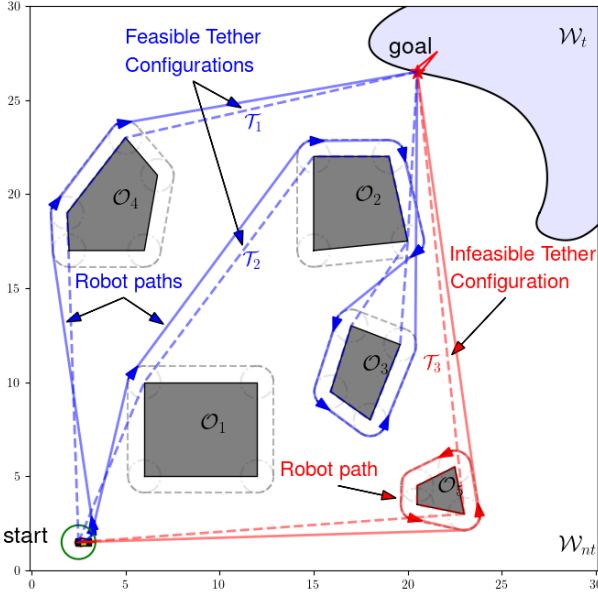 30
25
20
15
10
5
0
0
5
10
15
20
25
30
Feasible Tether
Configurations
goal
𝒲t
𝒯1
𝒪4
𝒪2
𝒯2
Robot paths
Infeasible Tether
Configuration
𝒪3
𝒯3
𝒪1
Robot path
𝒪5
start
𝒲nt